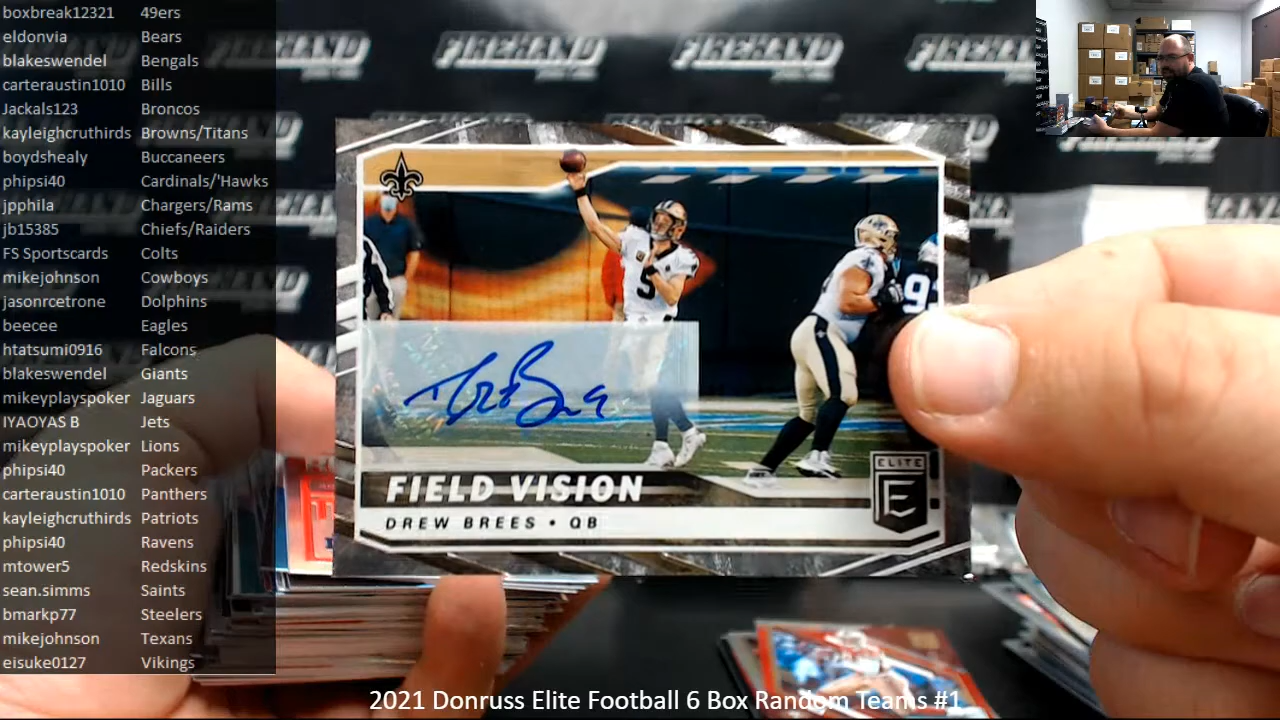 boxbreak12321 49ers
eldonvia Bears
blakeswendel Bengals
carteraustin1010 Bills
Jackals123 Broncos
kayleighcruthirds Browns/Titans
boydshealy Buccaneers
phipsi40 Cardinals/'Hawks
jpphila Chargers/Rams
jb15385 Chiefs/Raiders
FS Sportscards Colts
mikejohnson Cowboys
jasonrcetrone Dolphins
beecee Eagles
htatsumi0916 Falcons
blakeswendel Giants
mikeyplayspoker Jaguars
IYAOYAS B Jets
mikeyplayspoker Lions
phipsi40 Packers
carteraustin1010 Panthers
kayleighcruthirds Patriots
phipsi40 Ravens
mtower5 Redskins
sean.simms Saints
bmarkp77 Steelers
mikejohnson Texans
eisuke0127 Vikings
FIREHAND FIREHAND FIREHAND
5
9
ELITE
E
FIELD VISION
DREW BREES • QB
2021 Donruss Elite Football 6 Box Random Teams #1